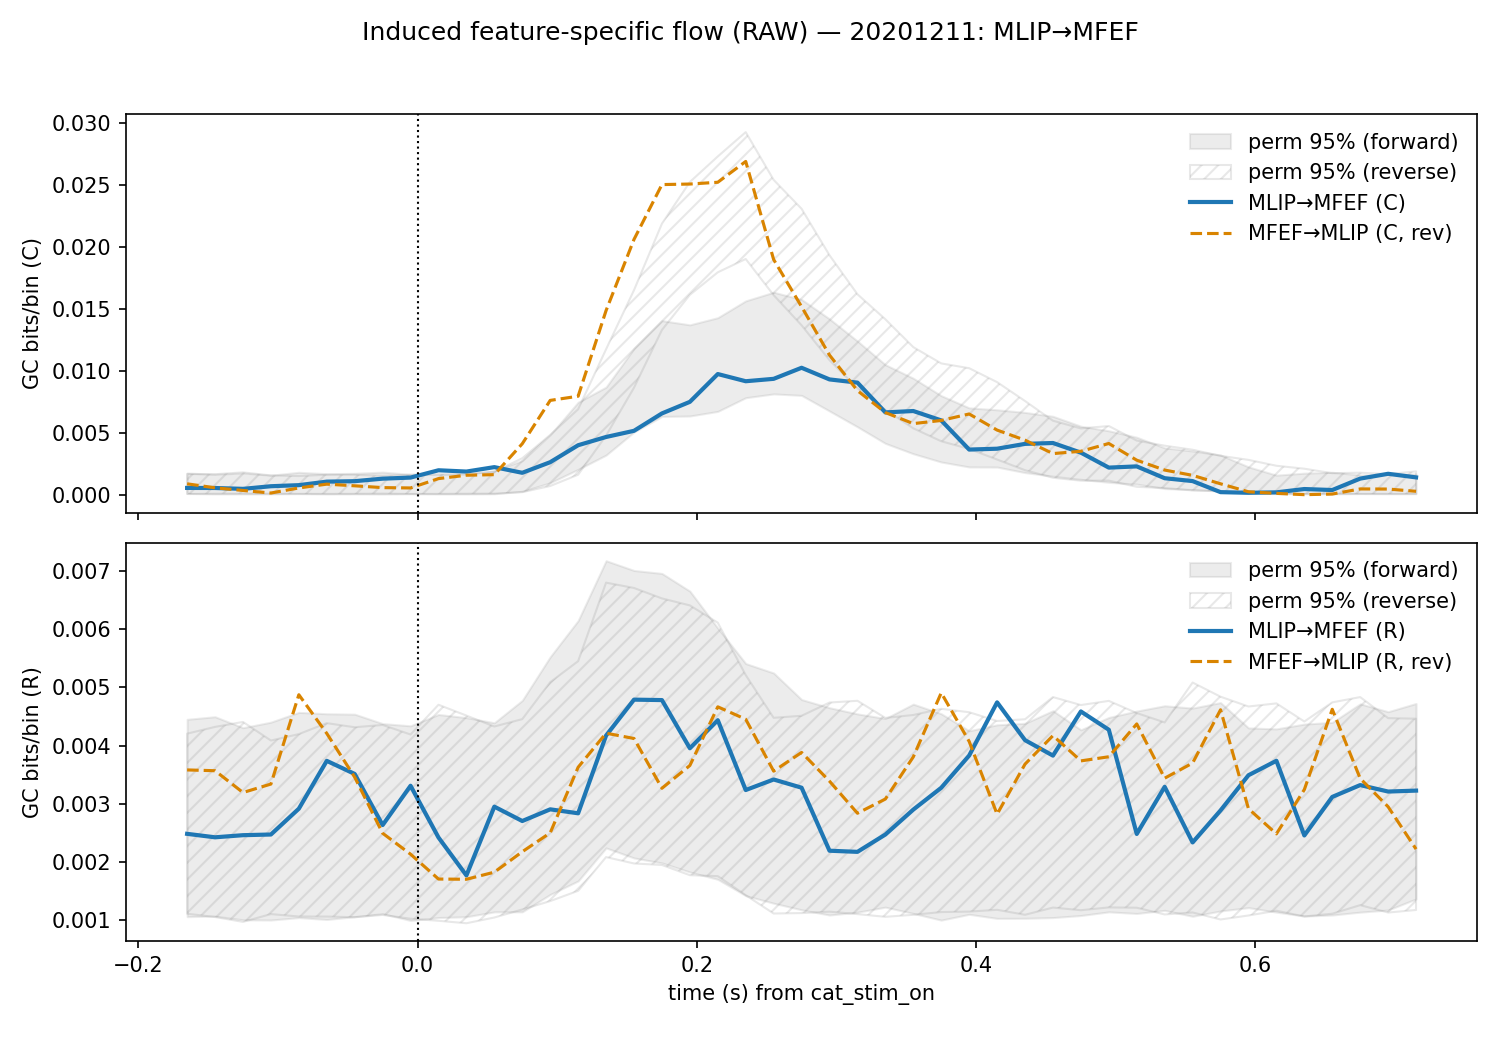 Induced feature-specific flow (RAW) — 20201211: MLIP→MFEF
GC bits/bin (C)
0.030
0.025
0.020
0.015
0.010
0.005
0.000
perm 95% (forward)
perm 95% (reverse)
MLIP→MFEF (C)
MFEF→MLIP (C, rev)
GC bits/bin (R)
0.007
0.006
0.005
0.004
0.003
0.002
0.001
perm 95% (forward)
perm 95% (reverse)
MLIP→MFEF (R)
MFEF→MLIP (R, rev)
−0.2 0.0 0.2 0.4 0.6
time (s) from cat_stim_on